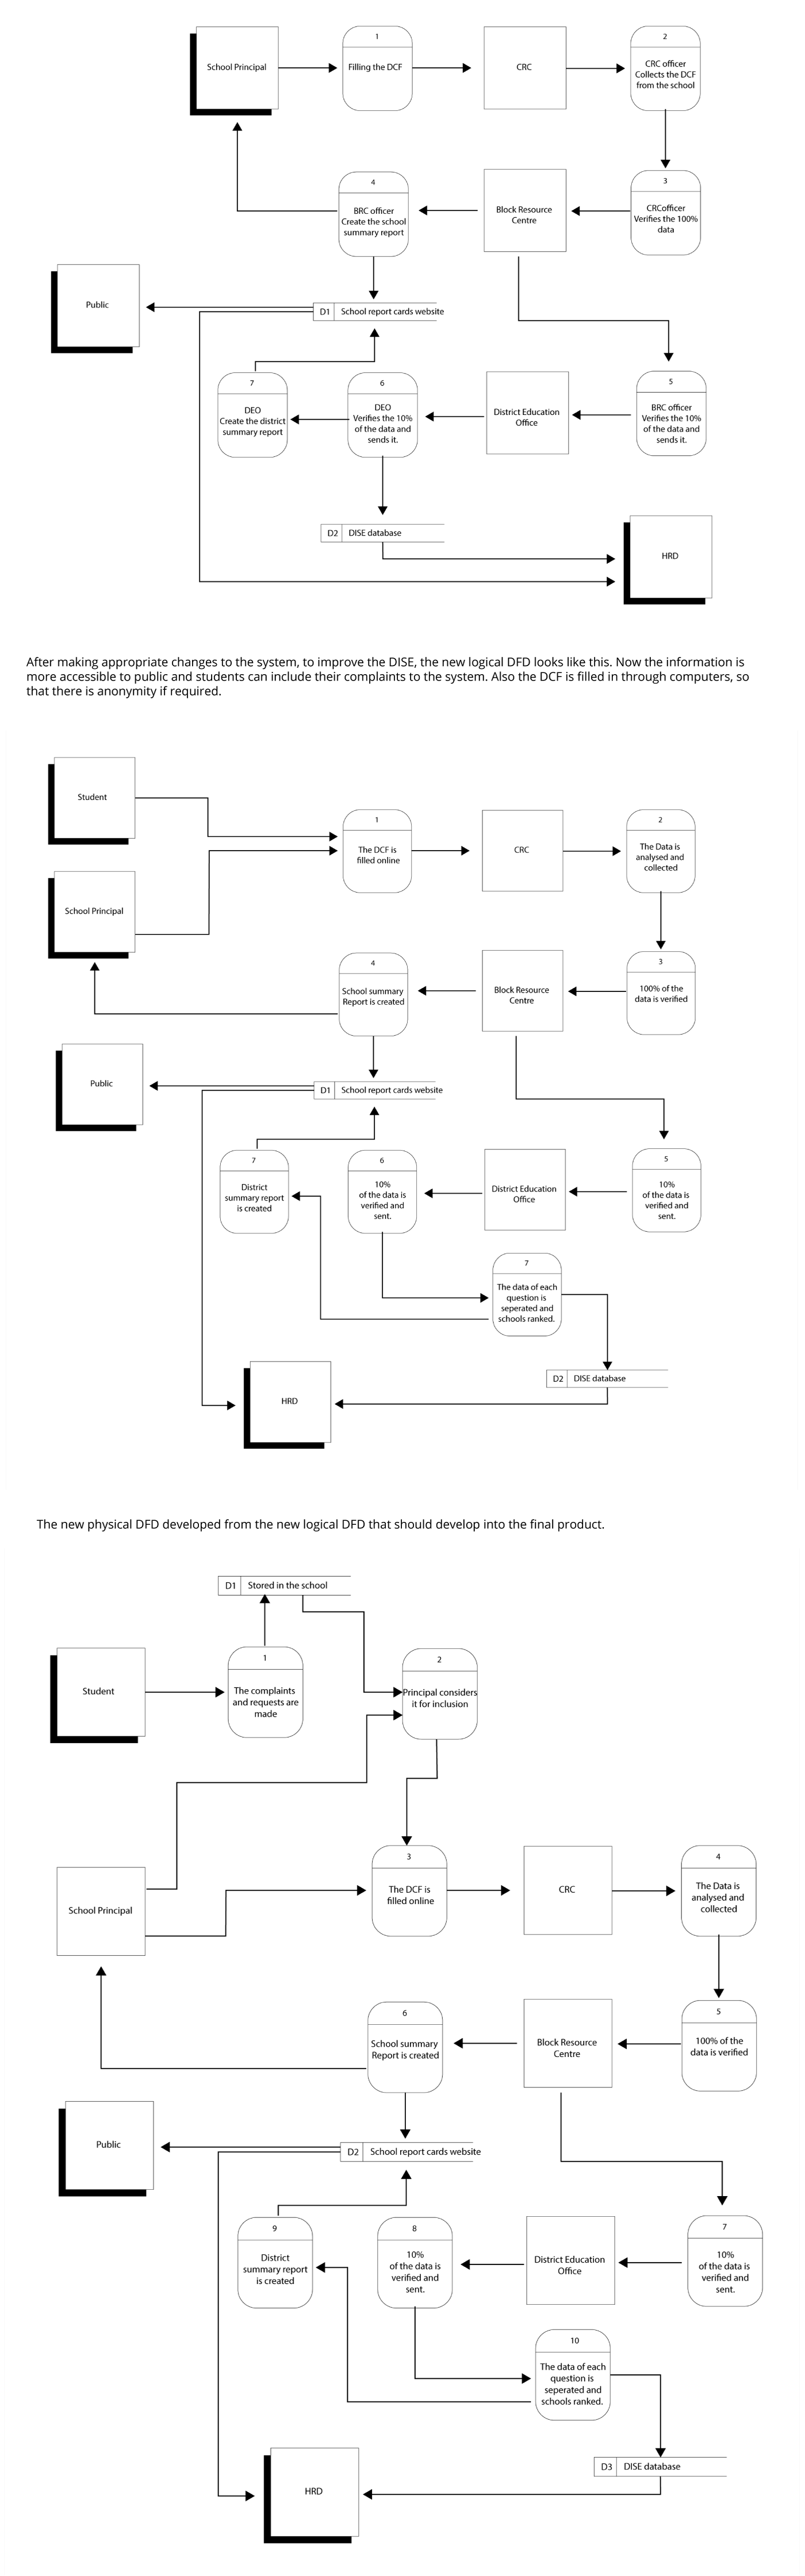 School Principal
1
Filling the DCF
CRC
2
CRC officer
Collects the DCF
from the school
4
BRC officer
Create the school
summary report
Block Resource
Centre
3
CRCofficer
Verifies the 100%
data
Public
D1 School report cards website
7
DEO
Create the district
summary report
6
DEO
Verifies the 10%
of the data and
sends it.
District Education
Office
5
BRC officer
Verifies the 10%
of the data and
sends it.
D2 DISE database
HRD
After making appropriate changes to the system, to improve the DISE, the new logical DFD looks like this. Now the information is
more accessible to public and students can include their complaints to the system. Also the DCF is filled in through computers, so
that there is anonymity if required.
Student
1
The DCF is
filled online
CRC
2
The Data is
analysed and
collected
School Principal
4
School summary
Report is created
Block Resource
Centre
3
100% of the
data is verified
Public
D1 School report cards website
7
District
summary report
is created
6
10%
of the data is
verified and
sent.
District Education
Office
5
10%
of the data is
verified and
sent.
7
The data of each
question is
seperated and
schools ranked.
D2 DISE database
HRD
The new physical DFD developed from the new logical DFD that should develop into the final product.
D1 Stored in the school
Student
1
The complaints
and requests are
made
2
Principal considers
it for inclusion
School Principal
3
The DCF is
filled online
CRC
4
The Data is
analysed and
collected
6
School summary
Report is created
Block Resource
Centre
5
100% of the
data is verified
Public
D2 School report cards website
9
District
summary report
is created
8
10%
of the data is
verified and
sent.
District Education
Office
7
10%
of the data is
verified and
sent.
10
The data of each
question is
seperated and
schools ranked.
D3 DISE database
HRD